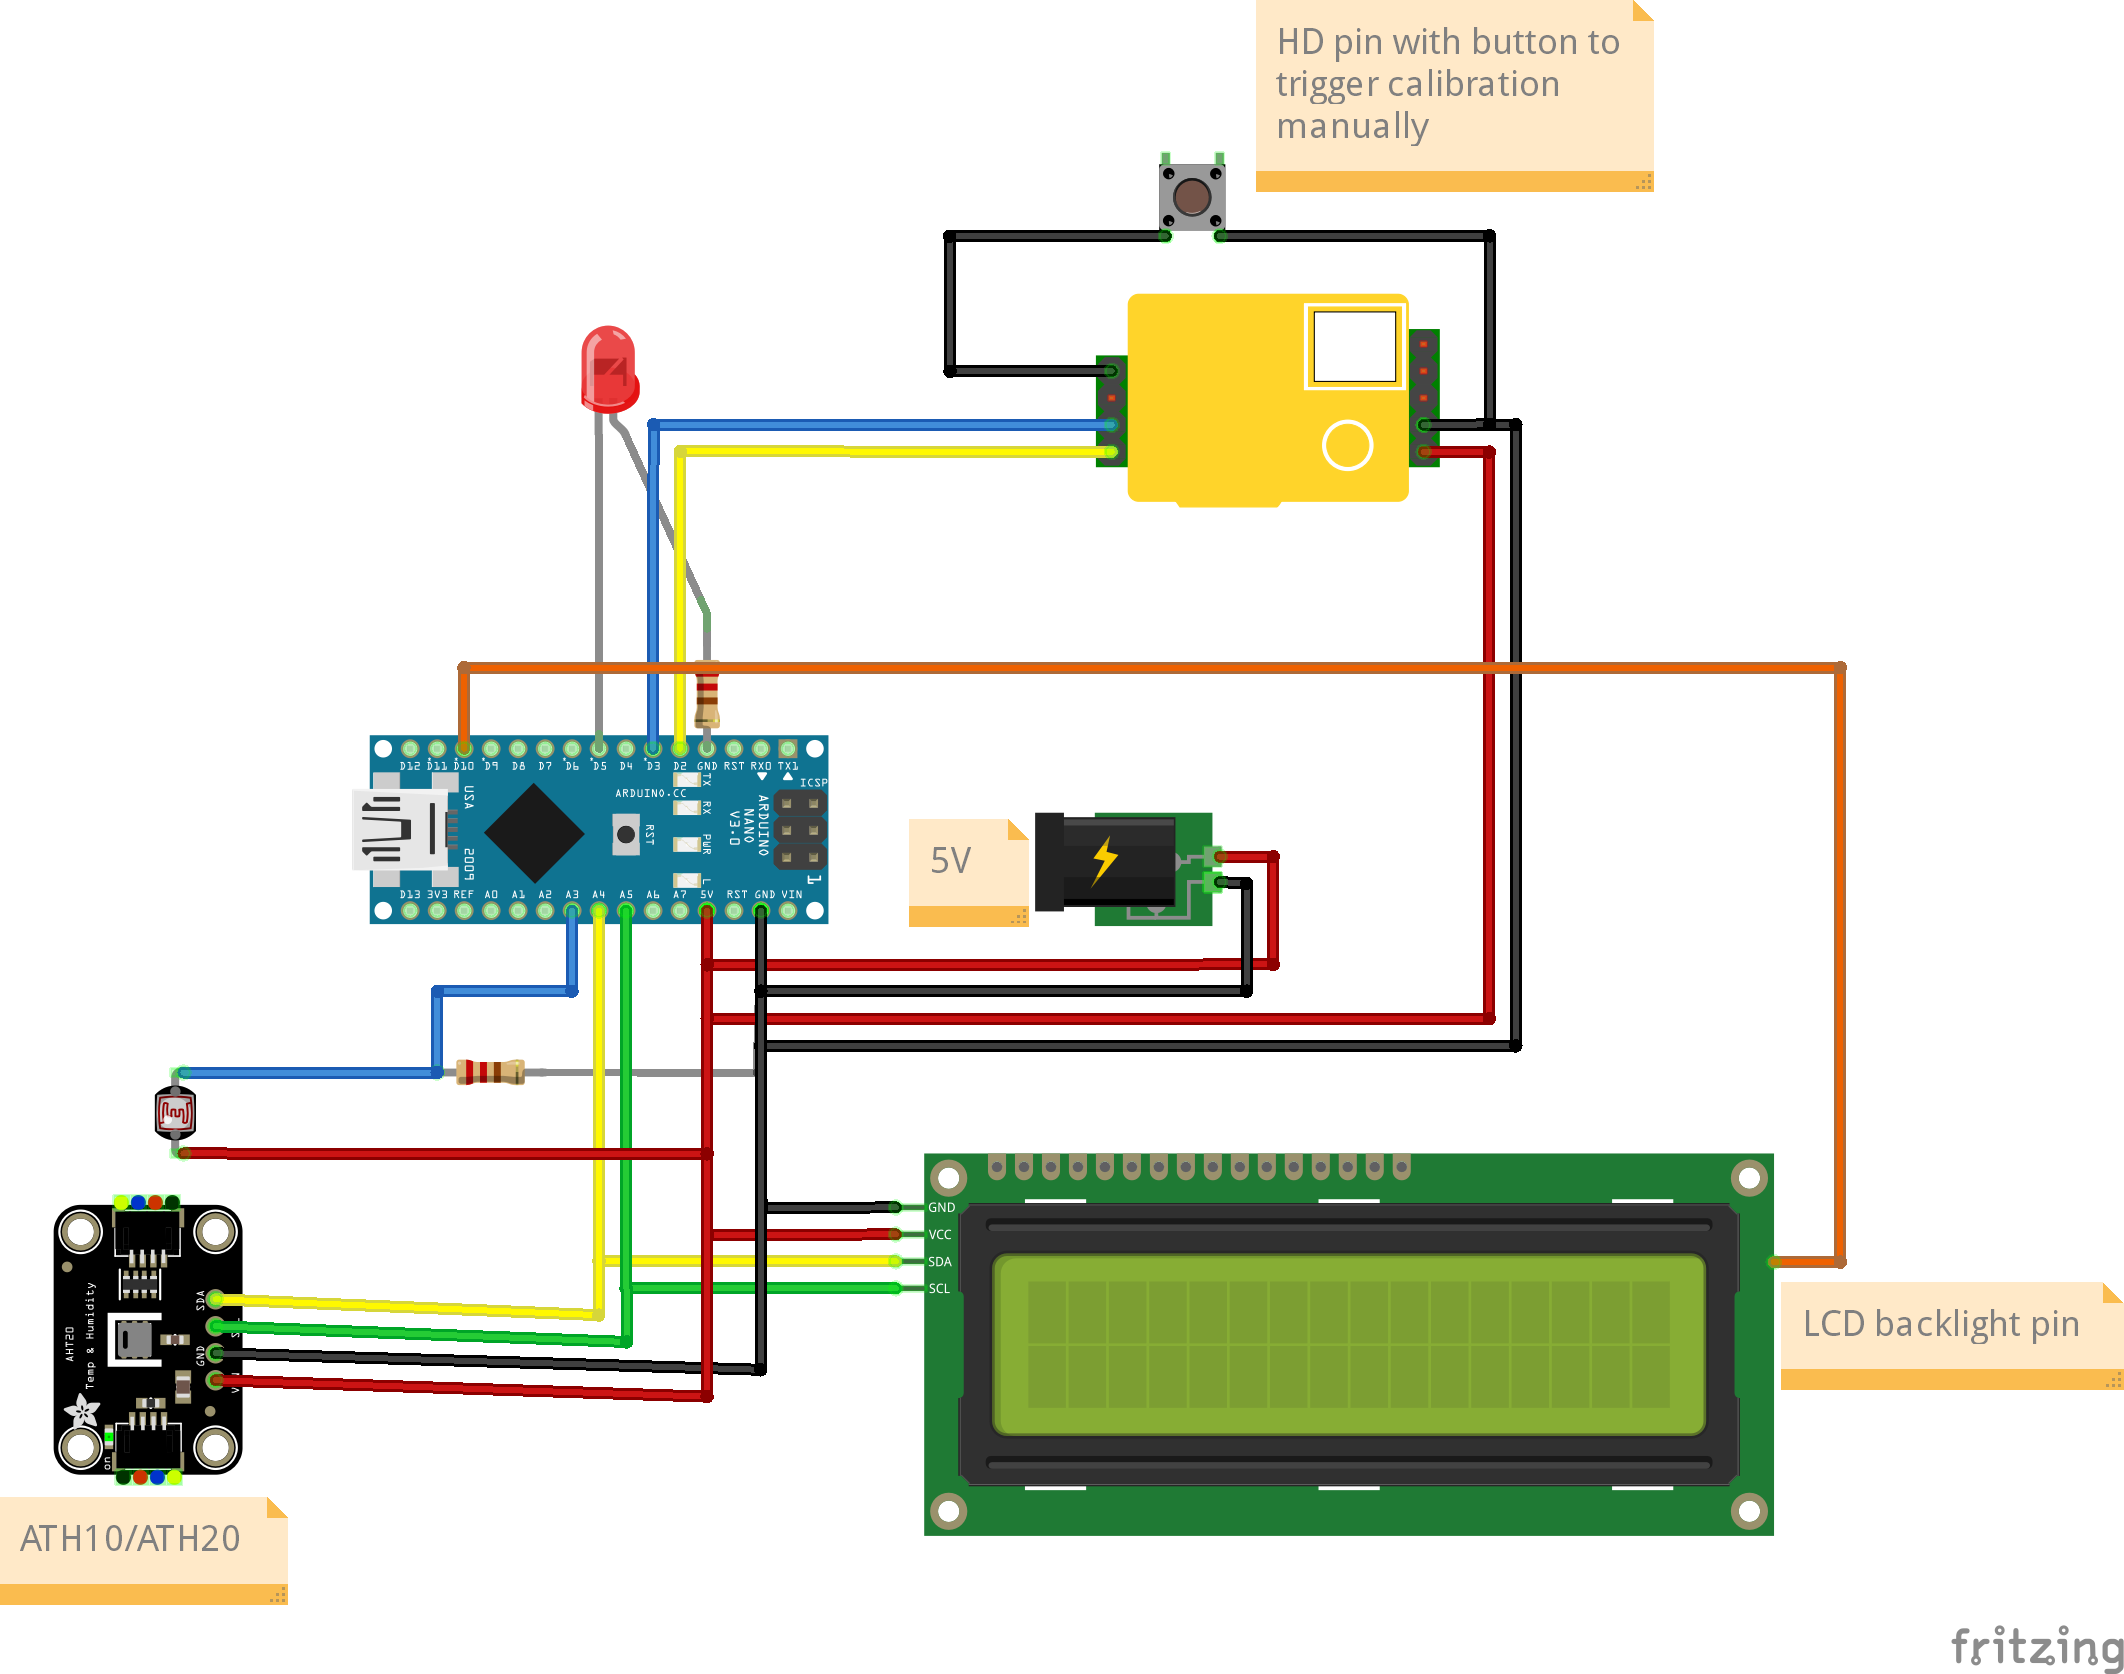 HD pin with button to
trigger calibration
manually
D12 D11 D10 D9 D8 D7 D6 D5 D4 D3 D2 GND RST RX0 TX1
ICSP
USA
TX
ARDUINO.CC
RX
RST
PWR
ARDUINO
NANO
V3.0
2009
L
1
D13 3V3 REF A0 A1 A2 A3 A4 A5 A6 A7 5V RST GND VIN
5V
GND
VCC
SDA
SCL
SDA
GND
AHT20
Temp & Humidity
on
LCD backlight pin
ATH10/ATH20
fritzing